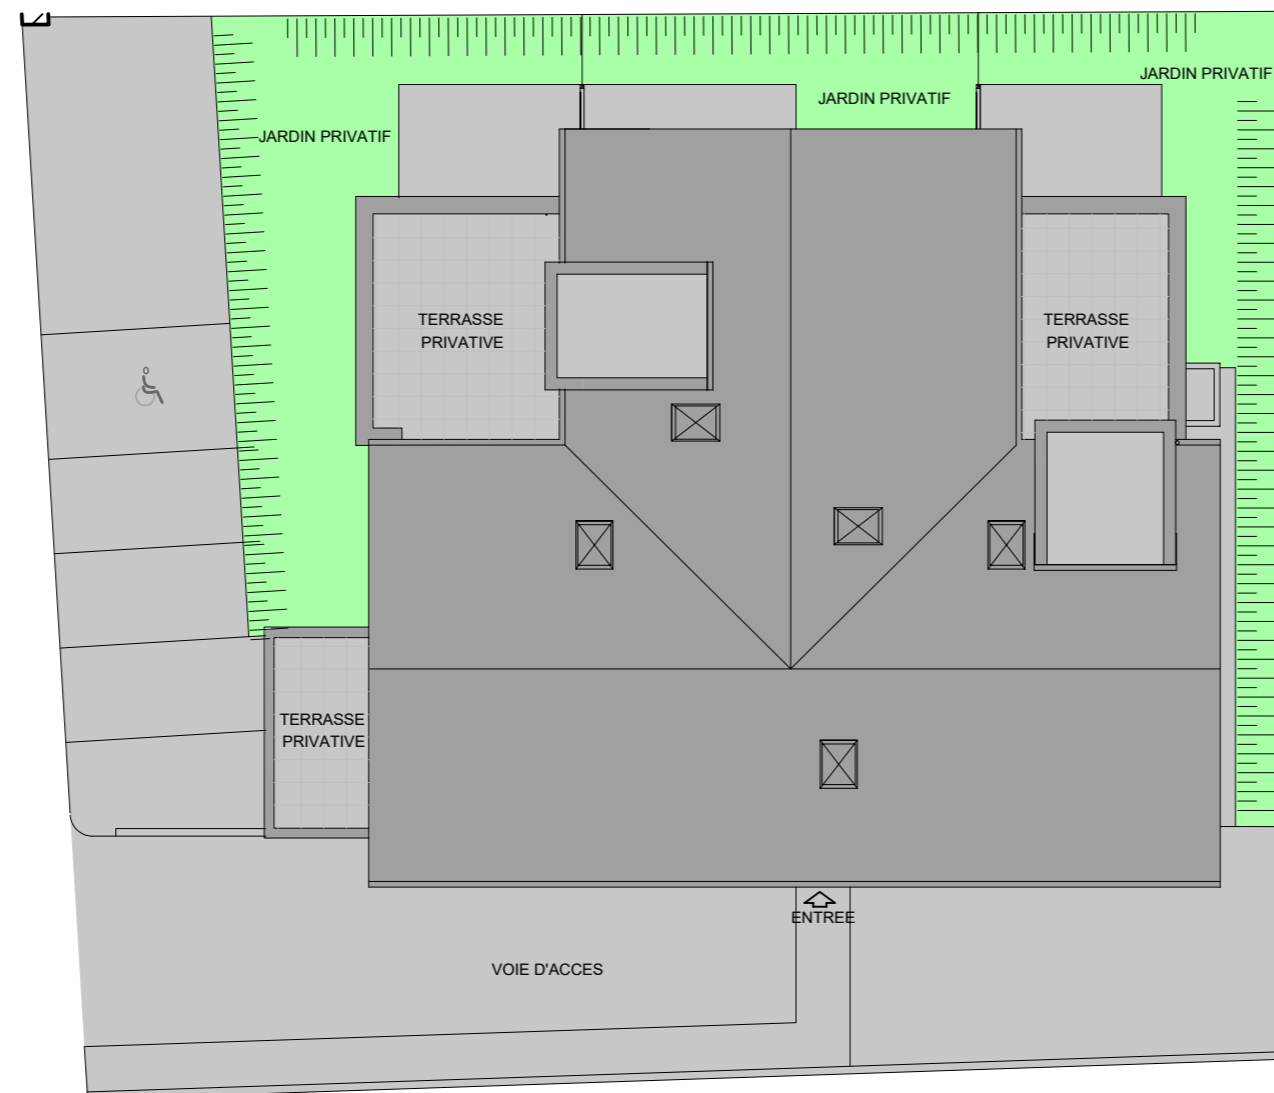 JARDIN PRIVATIF
JARDIN PRIVATIF
JARDIN PRIVATIF
TERRASSE
PRIVATIVE
TERRASSE
PRIVATIVE
TERRASSE
PRIVATIVE
ENTREE
VOIE D'ACCES